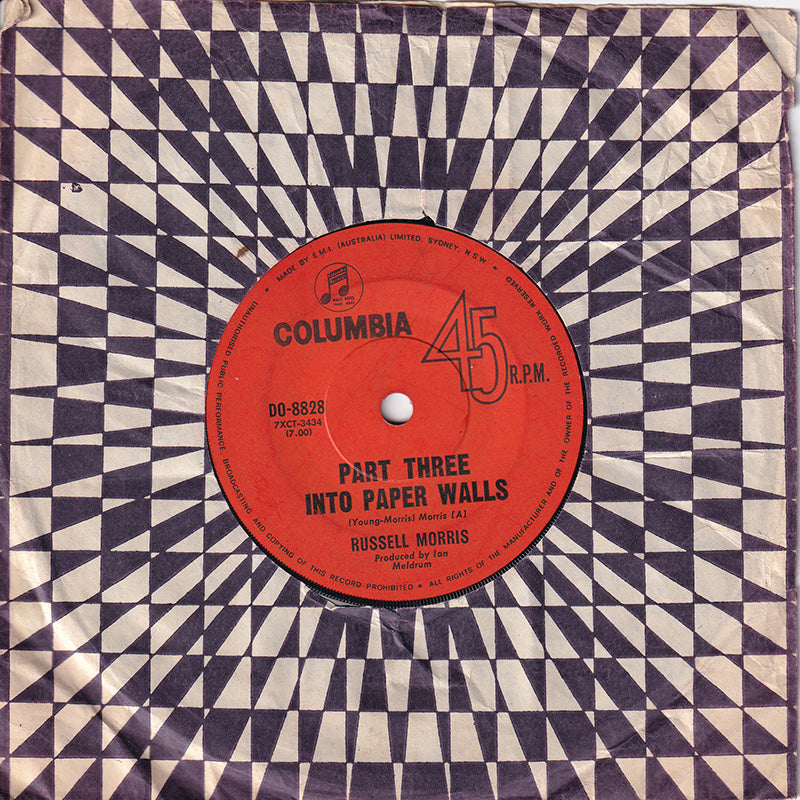 MADE BY E.M.I. (AUSTRALIA) LIMITED, SYDNEY, N.S.W.
UNAUTHORISED PUBLIC PERFORMANCE, BROADCASTING AND COPYING OF THIS RECORD PROHIBITED • ALL RIGHTS OF THE MANUFACTURER AND OF THE OWNER OF THE RECORDED WORK RESERVED
COLUMBIA
45
R.P.M.
DO-8828
7XCT-3434
(7.00)
PART THREE
INTO PAPER WALLS
(Young-Morris) Morris [A]
RUSSELL MORRIS
Produced by Ian
Meldrum